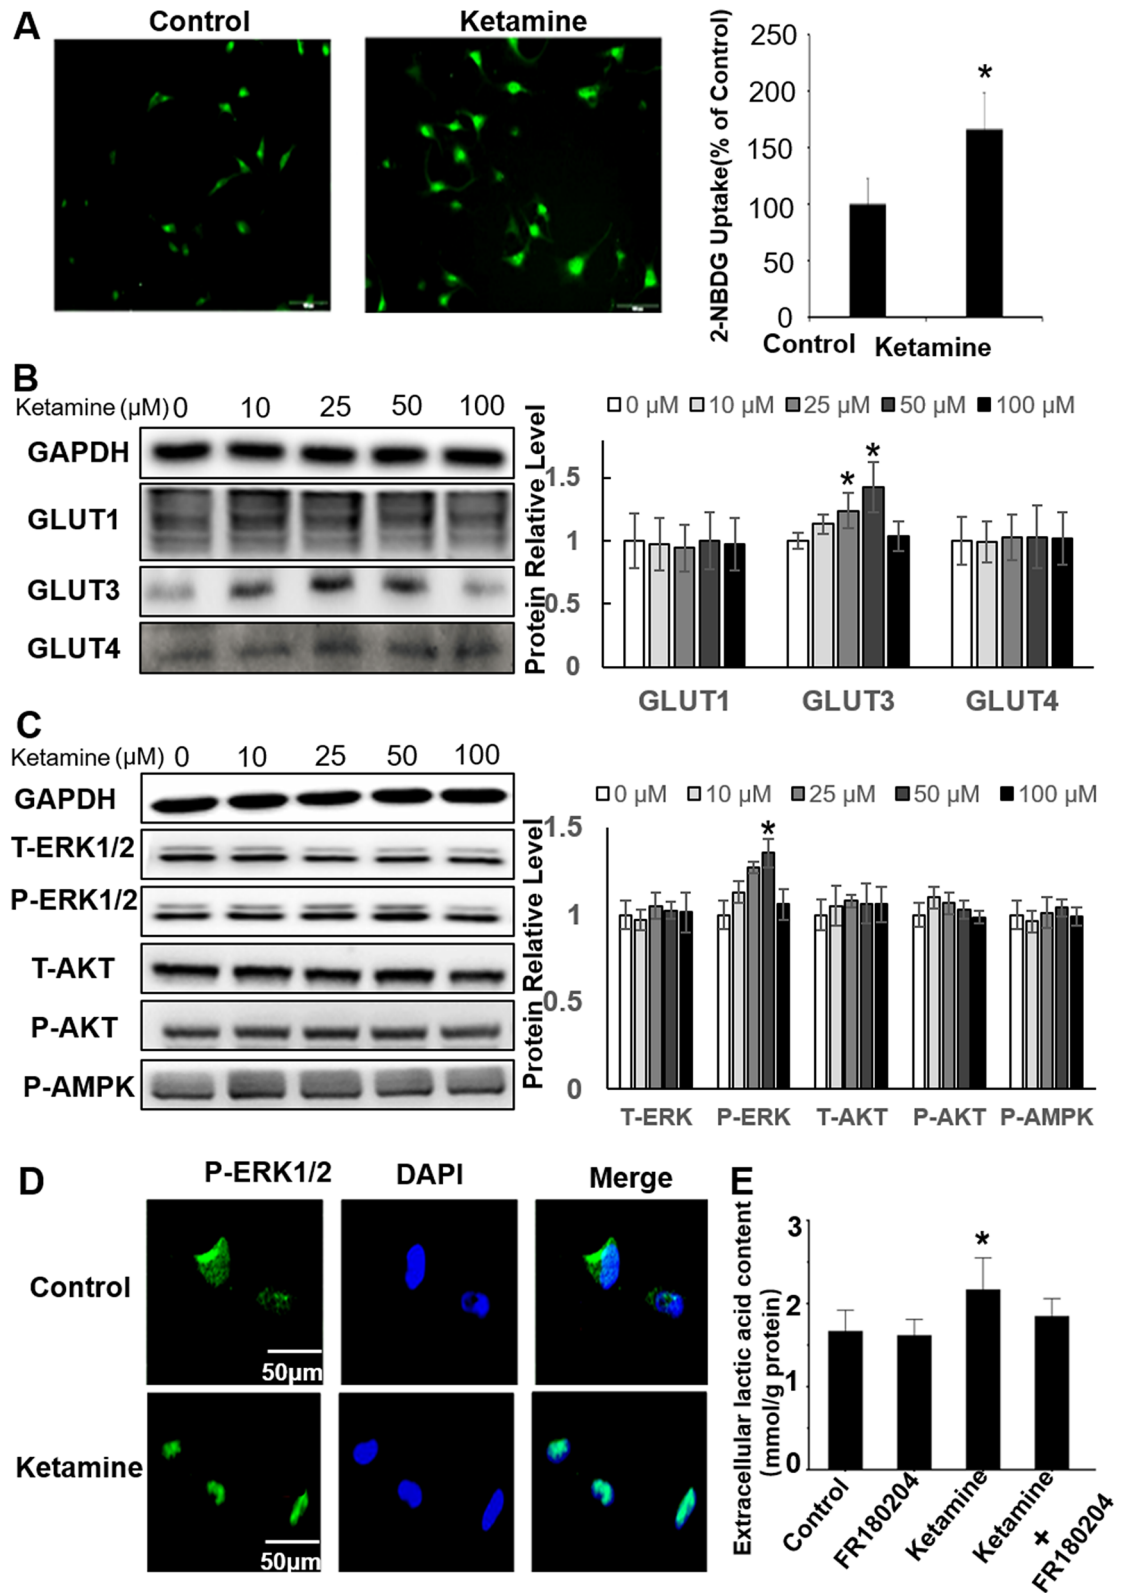 A
Control
Ketamine
2-NBDG Uptake(% of Control)
250
200
150
100
50
0
*
Control
Ketamine
B
Ketamine (μM) 0 10 25 50 100
GAPDH
GLUT1
GLUT3
GLUT4
Protein Relative Level
0 μM 10 μM 25 μM 50 μM 100 μM
1.5
1
0.5
0
* *
GLUT1 GLUT3 GLUT4
C
Ketamine (μM) 0 10 25 50 100
GAPDH
T-ERK1/2
P-ERK1/2
T-AKT
P-AKT
P-AMPK
Protein Relative Level
0 μM 10 μM 25 μM 50 μM 100 μM
1.5
1
0.5
0
*
T-ERK P-ERK T-AKT P-AKT P-AMPK
D
P-ERK1/2 DAPI Merge
Control
50μm
Ketamine
50μm
E
Extracellular lactic acid content
(mmol/g protein)
3
2
1
0
*
Control
FR180204
Ketamine
Ketamine
+
FR180204